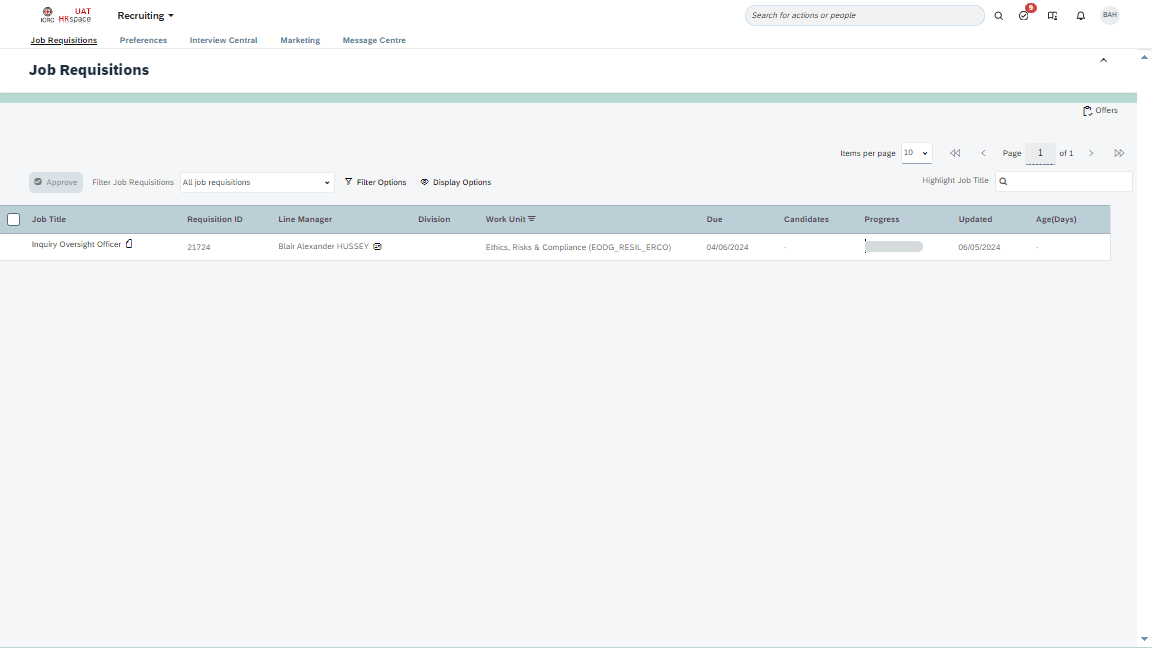 ICRC UAT HRspace Recruiting Search for actions or people 9 BAH
Job Requisitions Preferences Interview Central Marketing Message Centre
Job Requisitions
Offers
Items per page 10 Page 1 of 1
Approve Filter Job Requisitions All job requisitions Filter Options Display Options Highlight Job Title
Job Title Requisition ID Line Manager Division Work Unit Due Candidates Progress Updated Age(Days)
Inquiry Oversight Officer 21724 Blair Alexander HUSSEY Ethics, Risks & Compliance (EODG_RESIL_ERCO) 04/06/2024 - 06/05/2024 -